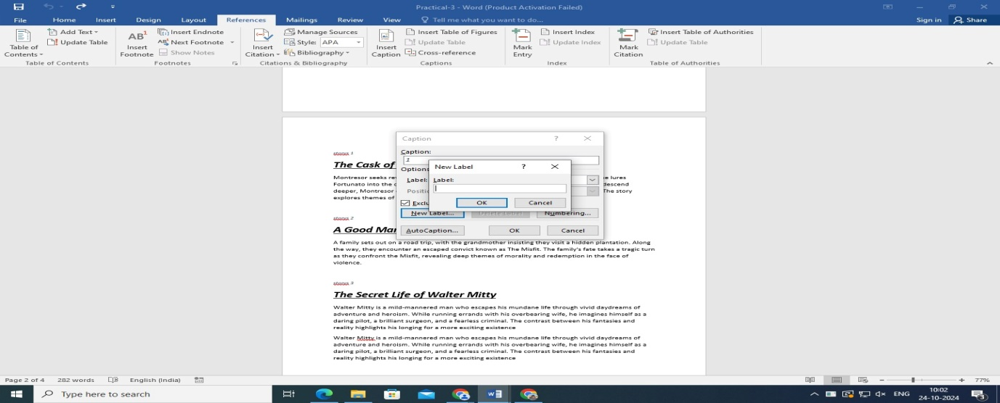 Practical-3 - Word (Product Activation Failed)
File Home Insert Design Layout References Mailings Review View Tell me what you want to do... Sign in Share
Table of Contents
Add Text
Update Table
Table of Contents
AB1 Insert Footnote
Insert Endnote
Next Footnote
Show Notes
Footnotes
Insert Citation
Manage Sources
Style: APA
Bibliography
Citations & Bibliography
Insert Caption
Insert Table of Figures
Update Table
Cross-reference
Captions
Mark Entry
Insert Index
Update Index
Index
Mark Citation
Insert Table of Authorities
Update Table
Table of Authorities
Caption ?
Caption:
1
Options
Label:
Positi
Exclu
New Label... Delete Label Numbering...
AutoCaption... OK Cancel
New Label ?
Label:
OK Cancel
1
The Cask of
Montresor seeks re e lures
Fortunato into the descend
deeper, Montresor The story
explores themes of
2
A Good Ma
A family sets out on a road trip, with the grandmother insisting they visit a hidden plantation. Along
the way, they encounter an escaped convict known as The Misfit. The family's fate takes a tragic turn
as they confront the Misfit, revealing deep themes of morality and redemption in the face of
violence.
3
The Secret Life of Walter Mitty
Walter Mitty is a mild-mannered man who escapes his mundane life through vivid daydreams of
adventure and heroism. While running errands with his overbearing wife, he imagines himself as a
daring pilot, a brilliant surgeon, and a fearless criminal. The contrast between his fantasies and
reality highlights his longing for a more exciting existence
Walter Mitty is a mild-mannered man who escapes his mundane life through vivid daydreams of
adventure and heroism. While running errands with his overbearing wife, he imagines himself as a
daring pilot, a brilliant surgeon, and a fearless criminal. The contrast between his fantasies and
reality highlights his longing for a more exciting existence
Page 2 of 4 282 words English (India) 77%
Type here to search
ENG
10:02
24-10-2024
3